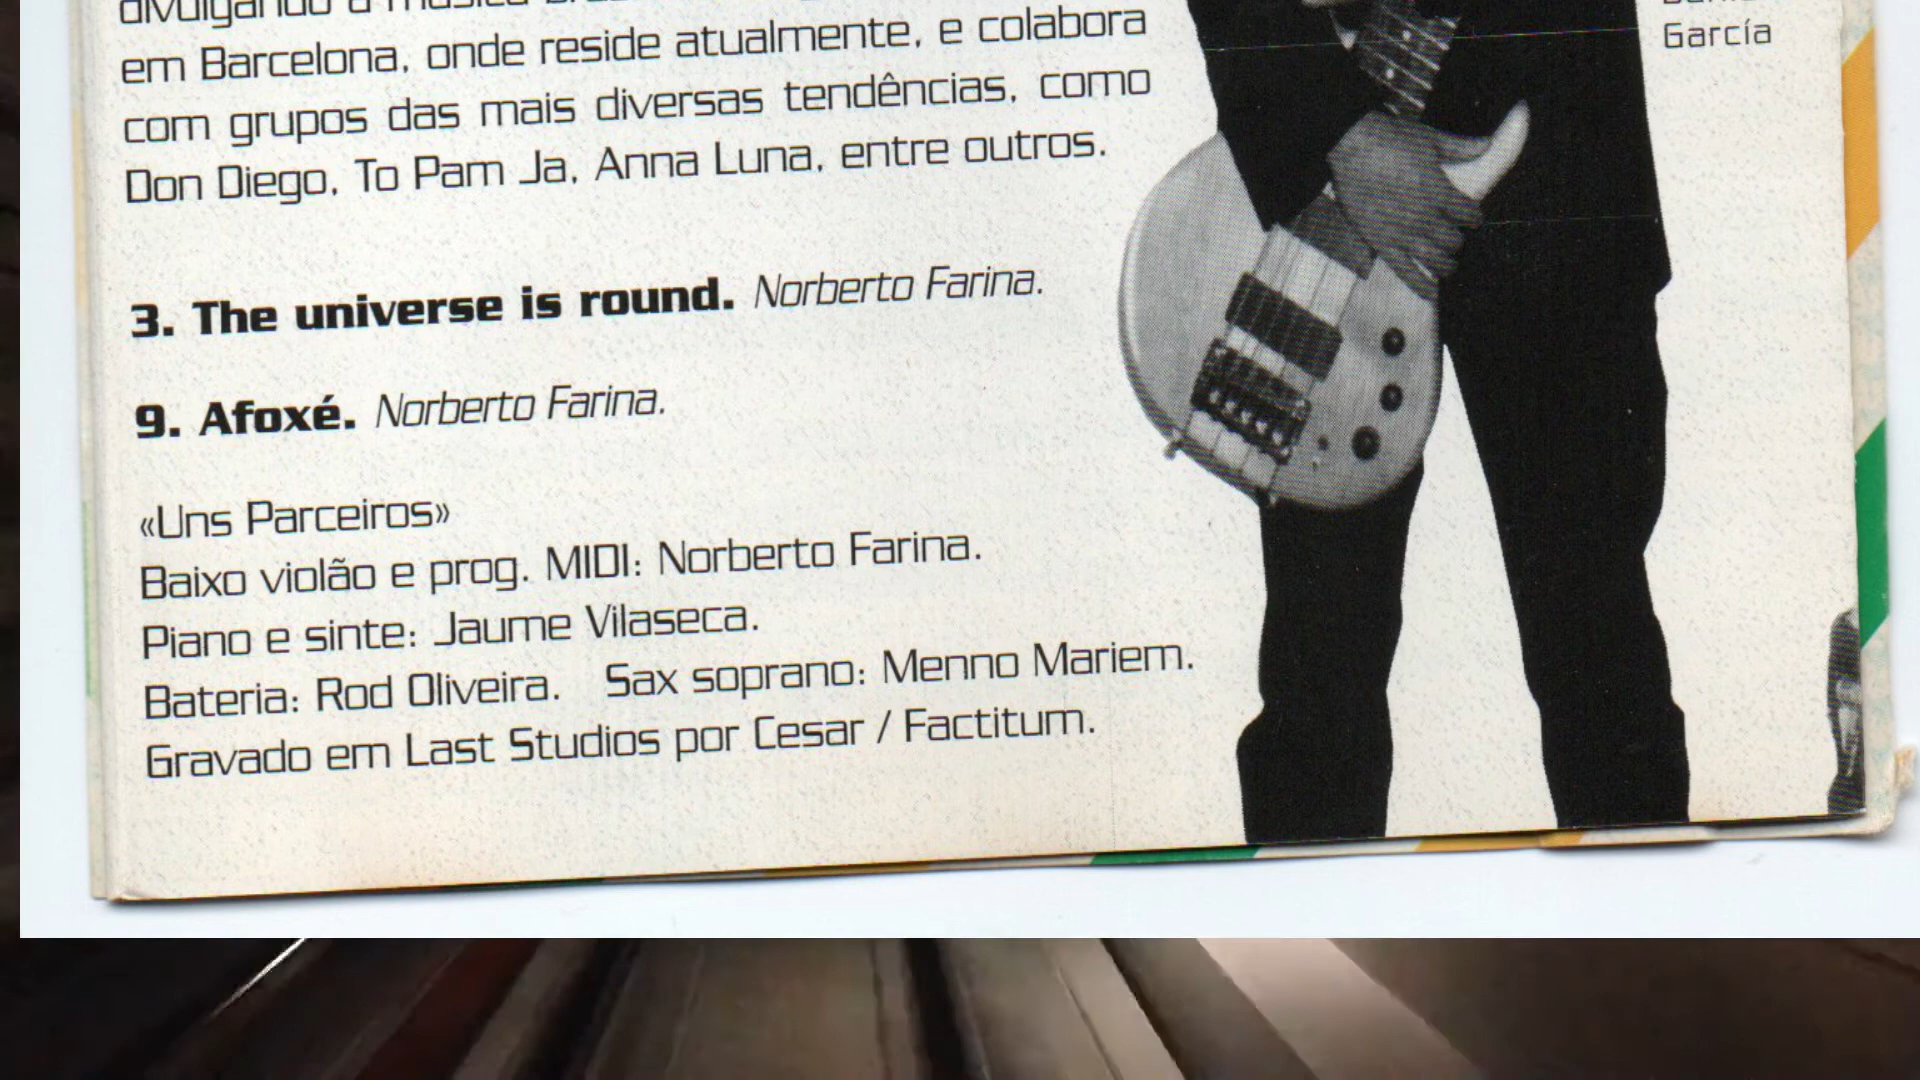 divulgando a música
em Barcelona, onde reside atualmente, e colabora
com grupos das mais diversas tendências, como
Don Diego, To Pam Ja, Anna Luna, entre outros.
García
3. The universe is round. Norberto Farina.
9. Afoxé. Norberto Farina.
«Uns Parceiros»
Baixo violão e prog. MIDI: Norberto Farina.
Piano e sinte: Jaume Vilaseca.
Bateria: Rod Oliveira. Sax soprano: Menno Mariem.
Gravado em Last Studios por Cesar / Factitum.